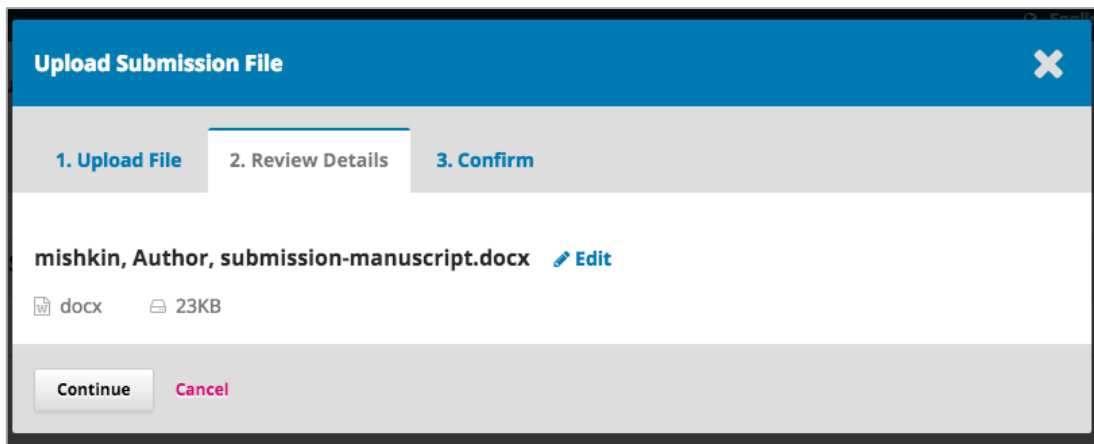 Upload Submission File
1. Upload File 2. Review Details 3. Confirm
mishkin, Author, submission-manuscript.docx Edit
docx 23KB
Continue Cancel